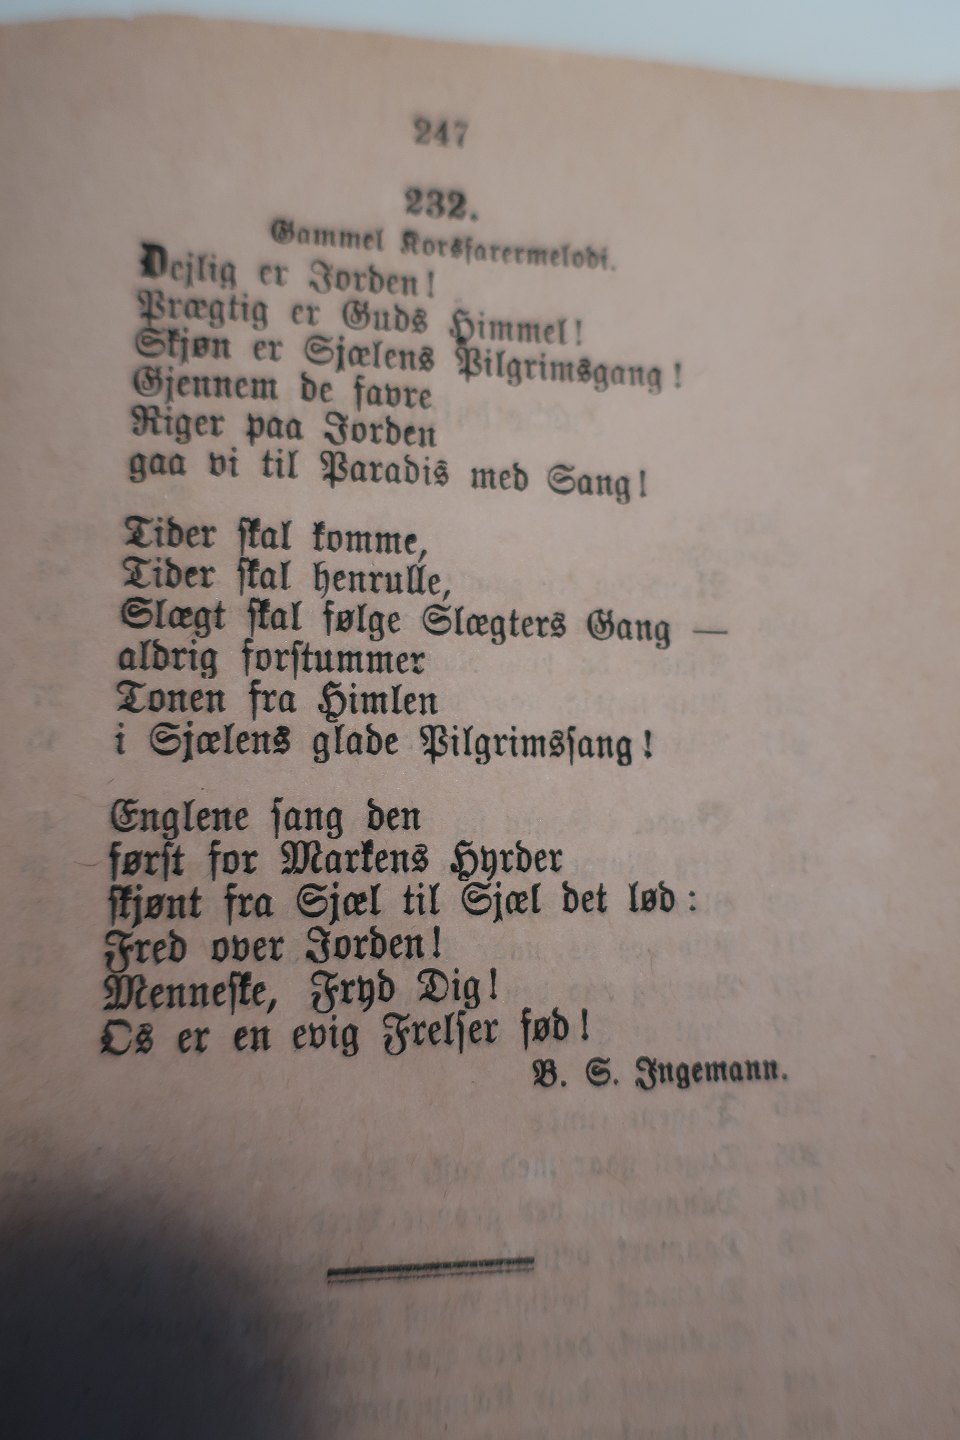 247
232.
Gammel Korsfarermelodi.
Dejlig er Jorden!
Prægtig er Guds Himmel!
Skjøn er Sjælens Pilgrimsgang!
Gjennem de favre
Riger paa Jorden
gaa vi til Paradis med Sang!
Tider skal komme,
Tider skal henrulle,
Slægt skal følge Slægters Gang —
aldrig forstummer
Tonen fra Himlen
i Sjælens glade Pilgrimssang!
Englene sang den
først for Markens Hyrder
skjønt fra Sjæl til Sjæl det lød:
Fred over Jorden!
Menneske, Fryd Dig!
Os er en evig Frelser fød!
B. S. Ingemann.